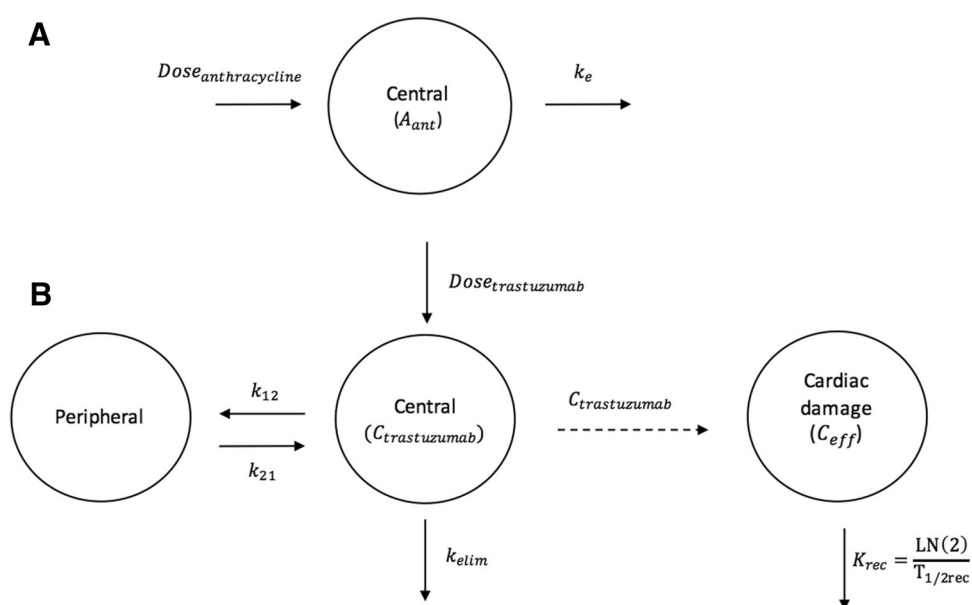 A
Dose_anthracycline
Central
(A_ant)
k_e
B
Dose_trastuzumab
Peripheral
k_12
k_21
Central
(C_trastuzumab)
C_trastuzumab
Cardiac
damage
(C_eff)
k_elim
K_rec = LN(2)
T_1/2rec